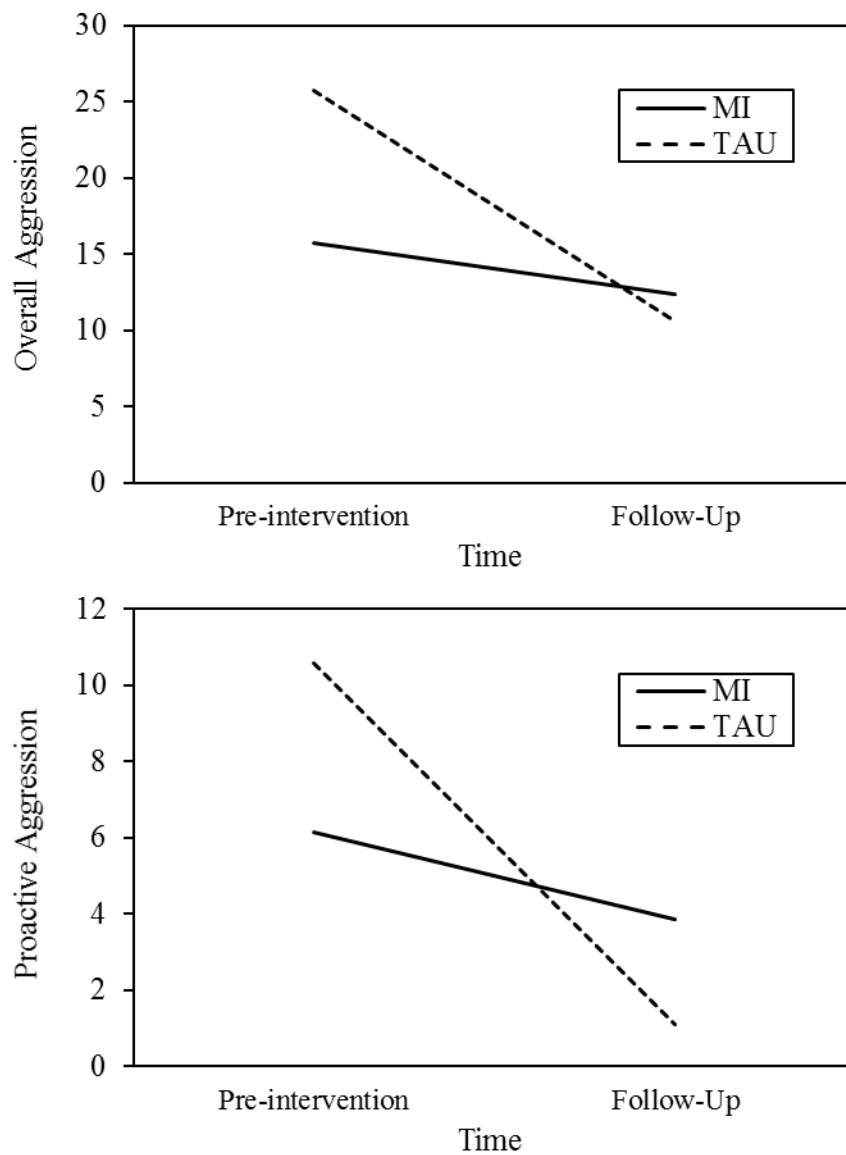 30
25
20
15
10
5
0
Overall Aggression
MI
TAU
Pre-intervention Follow-Up
Time
12
10
8
6
4
2
0
Proactive Aggression
MI
TAU
Pre-intervention Follow-Up
Time